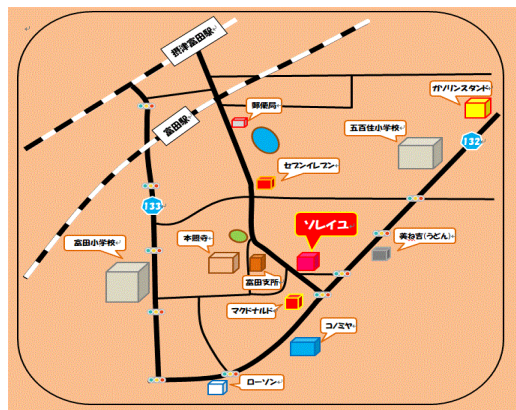 摂津富田駅
ガソリンスタンド
郵便局
五百住小学校
富田駅
132
セブンイレブン
133
ソレイユ
富田小学校
本照寺
美ね吉(うどん)
富田支所
マクドナルド
コノミヤ
ローソン